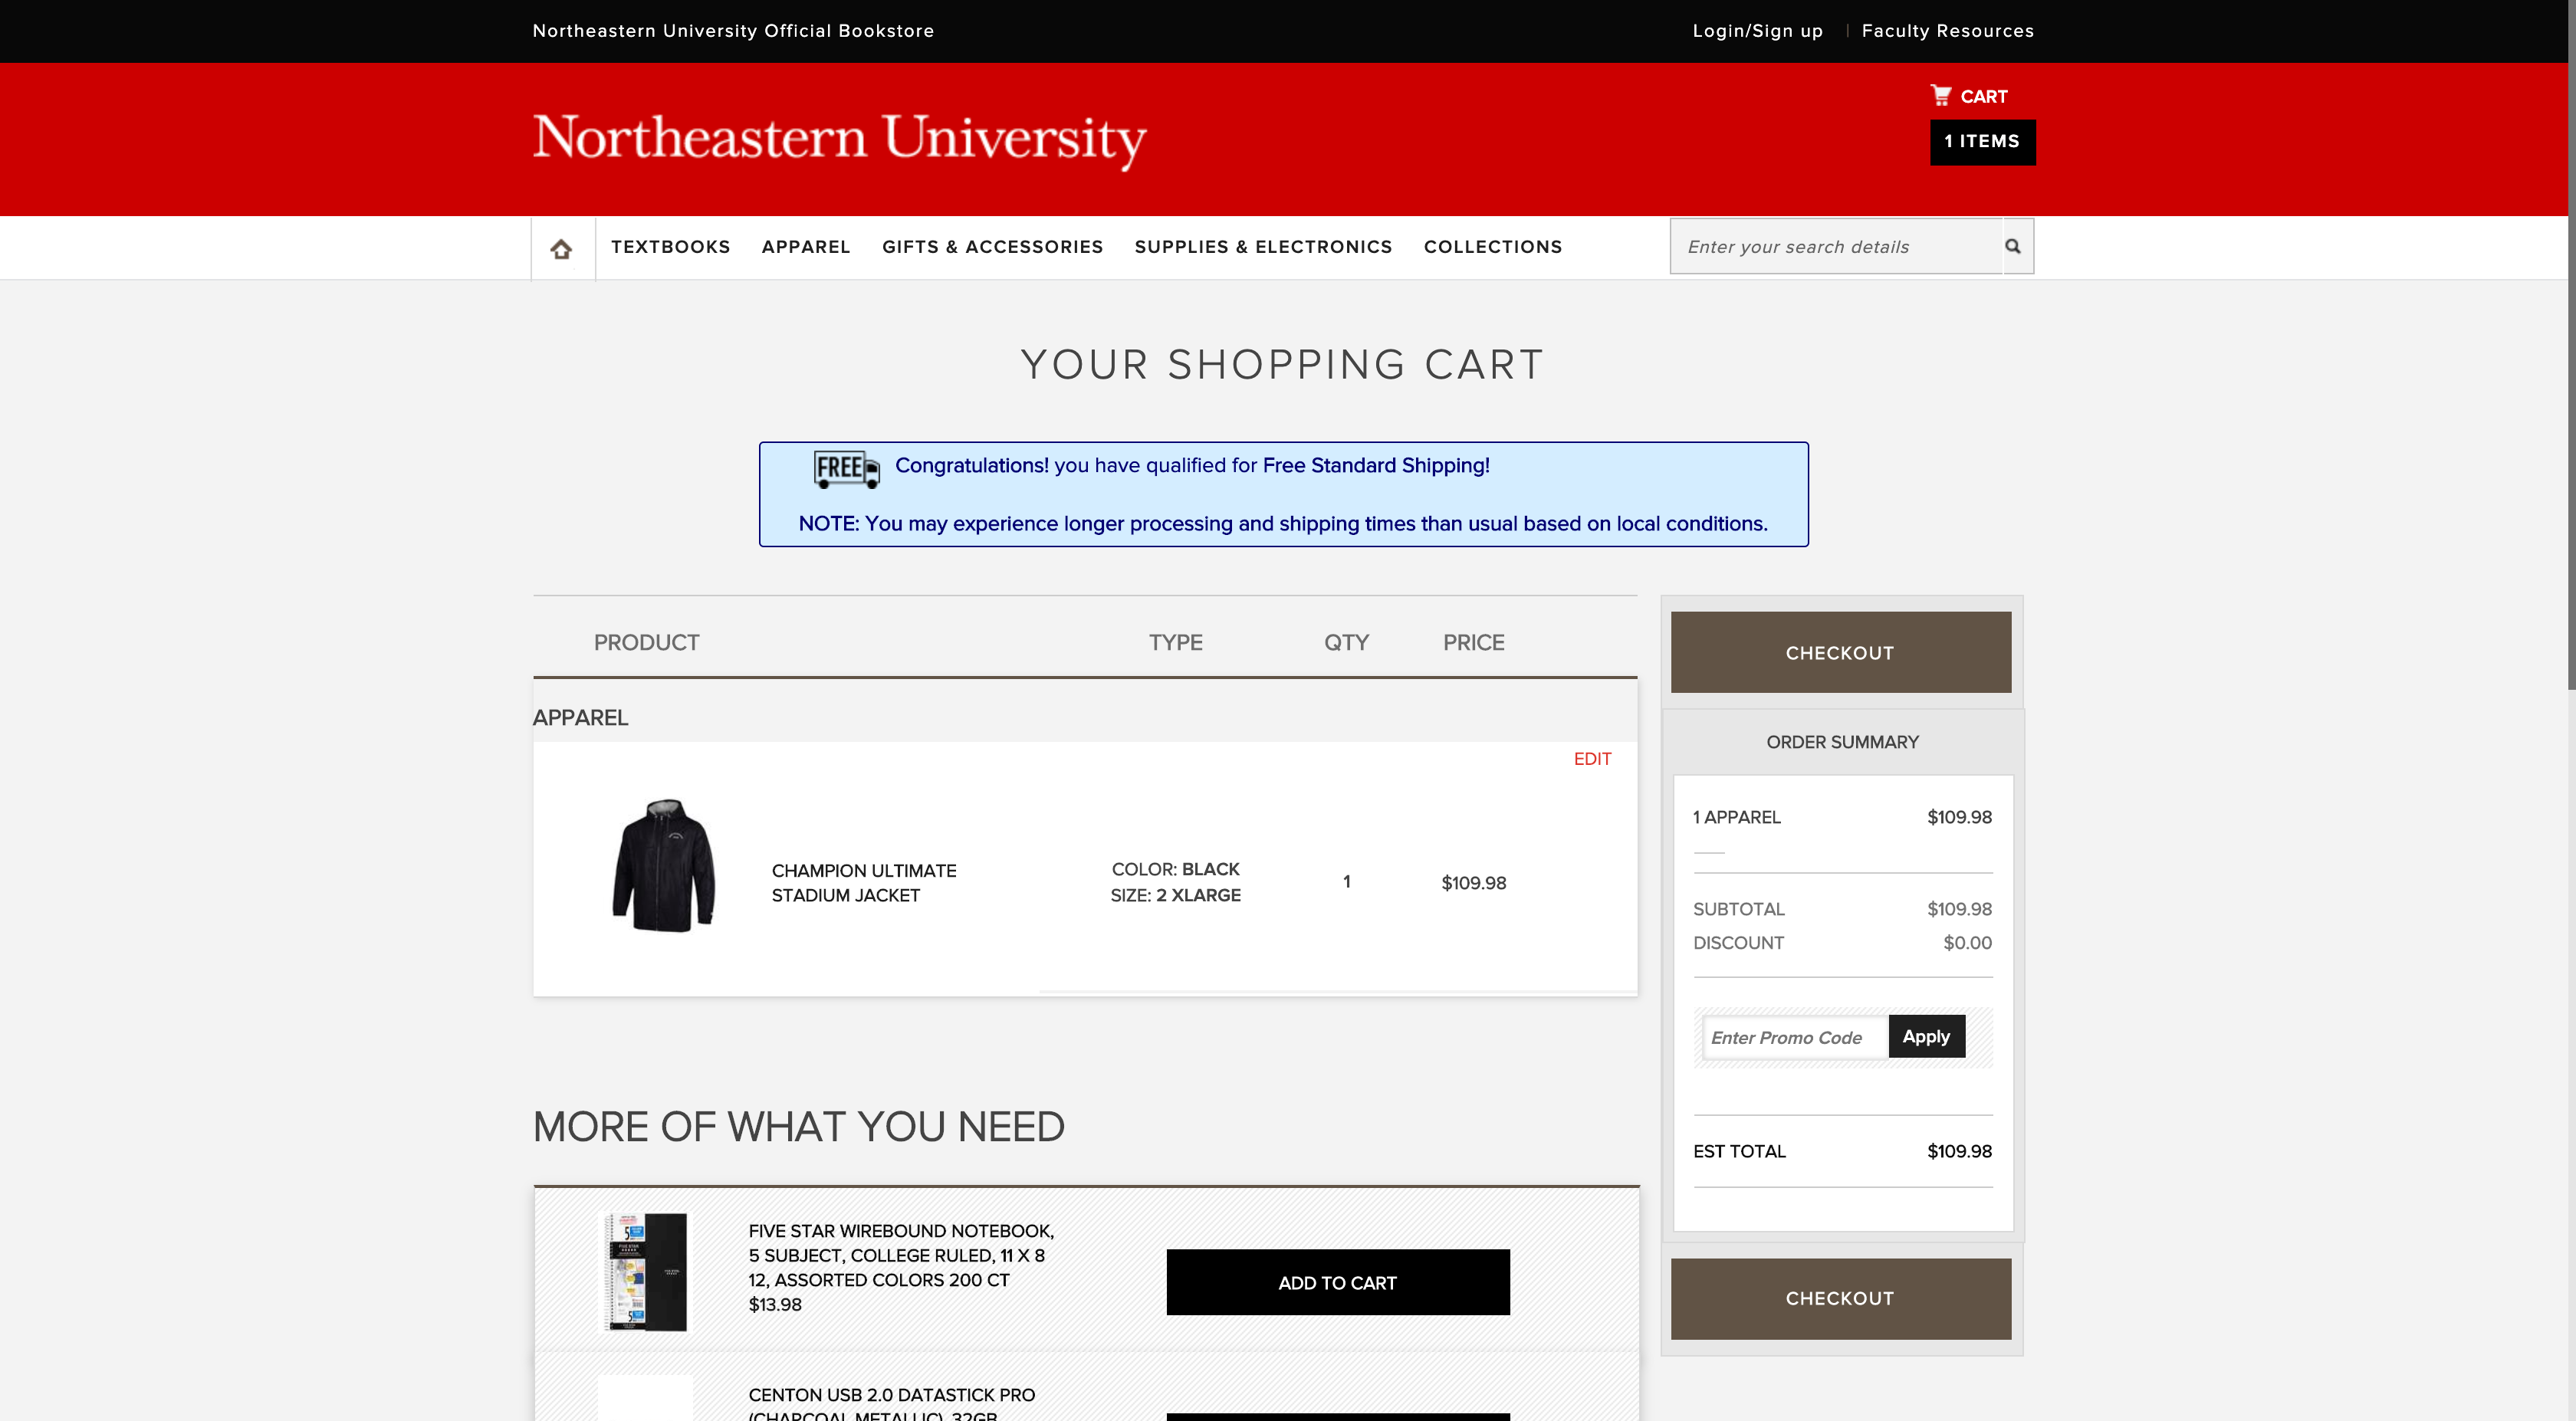 Northeastern University Official Bookstore
Login/Sign up | Faculty Resources
Northeastern University
CART
1 ITEMS
TEXTBOOKS APPAREL GIFTS & ACCESSORIES SUPPLIES & ELECTRONICS COLLECTIONS
Enter your search details
YOUR SHOPPING CART
FREE Congratulations! you have qualified for Free Standard Shipping!
NOTE: You may experience longer processing and shipping times than usual based on local conditions.
PRODUCT TYPE QTY PRICE
APPAREL
EDIT
CHAMPION ULTIMATE
STADIUM JACKET
COLOR: BLACK
SIZE: 2 XLARGE
1
$109.98
CHECKOUT
ORDER SUMMARY
1 APPAREL $109.98
SUBTOTAL $109.98
DISCOUNT $0.00
Enter Promo Code Apply
EST TOTAL $109.98
CHECKOUT
MORE OF WHAT YOU NEED
FIVE STAR WIREBOUND NOTEBOOK,
5 SUBJECT, COLLEGE RULED, 11 X 8
12, ASSORTED COLORS 200 CT
$13.98
ADD TO CART
CENTON USB 2.0 DATASTICK PRO
(CHARCOAL METALLIC), 32GB